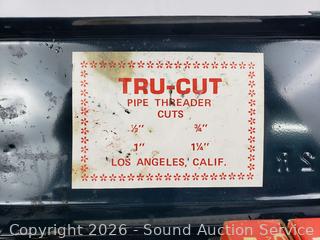 TRU-CUT
PIPE THREADER
CUTS
½" ¾"
1" 1¼"
LOS ANGELES, CALIF.
Copyright © 2026 - Sound Auction Service